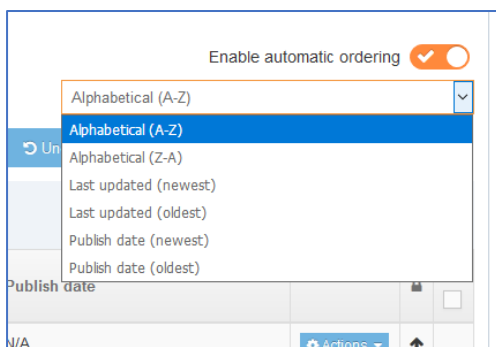 Enable automatic ordering
Alphabetical (A-Z)
Alphabetical (A-Z)
Alphabetical (Z-A)
Last updated (newest)
Last updated (oldest)
Publish date (newest)
Publish date (oldest)
Publish date
N/A
Actions